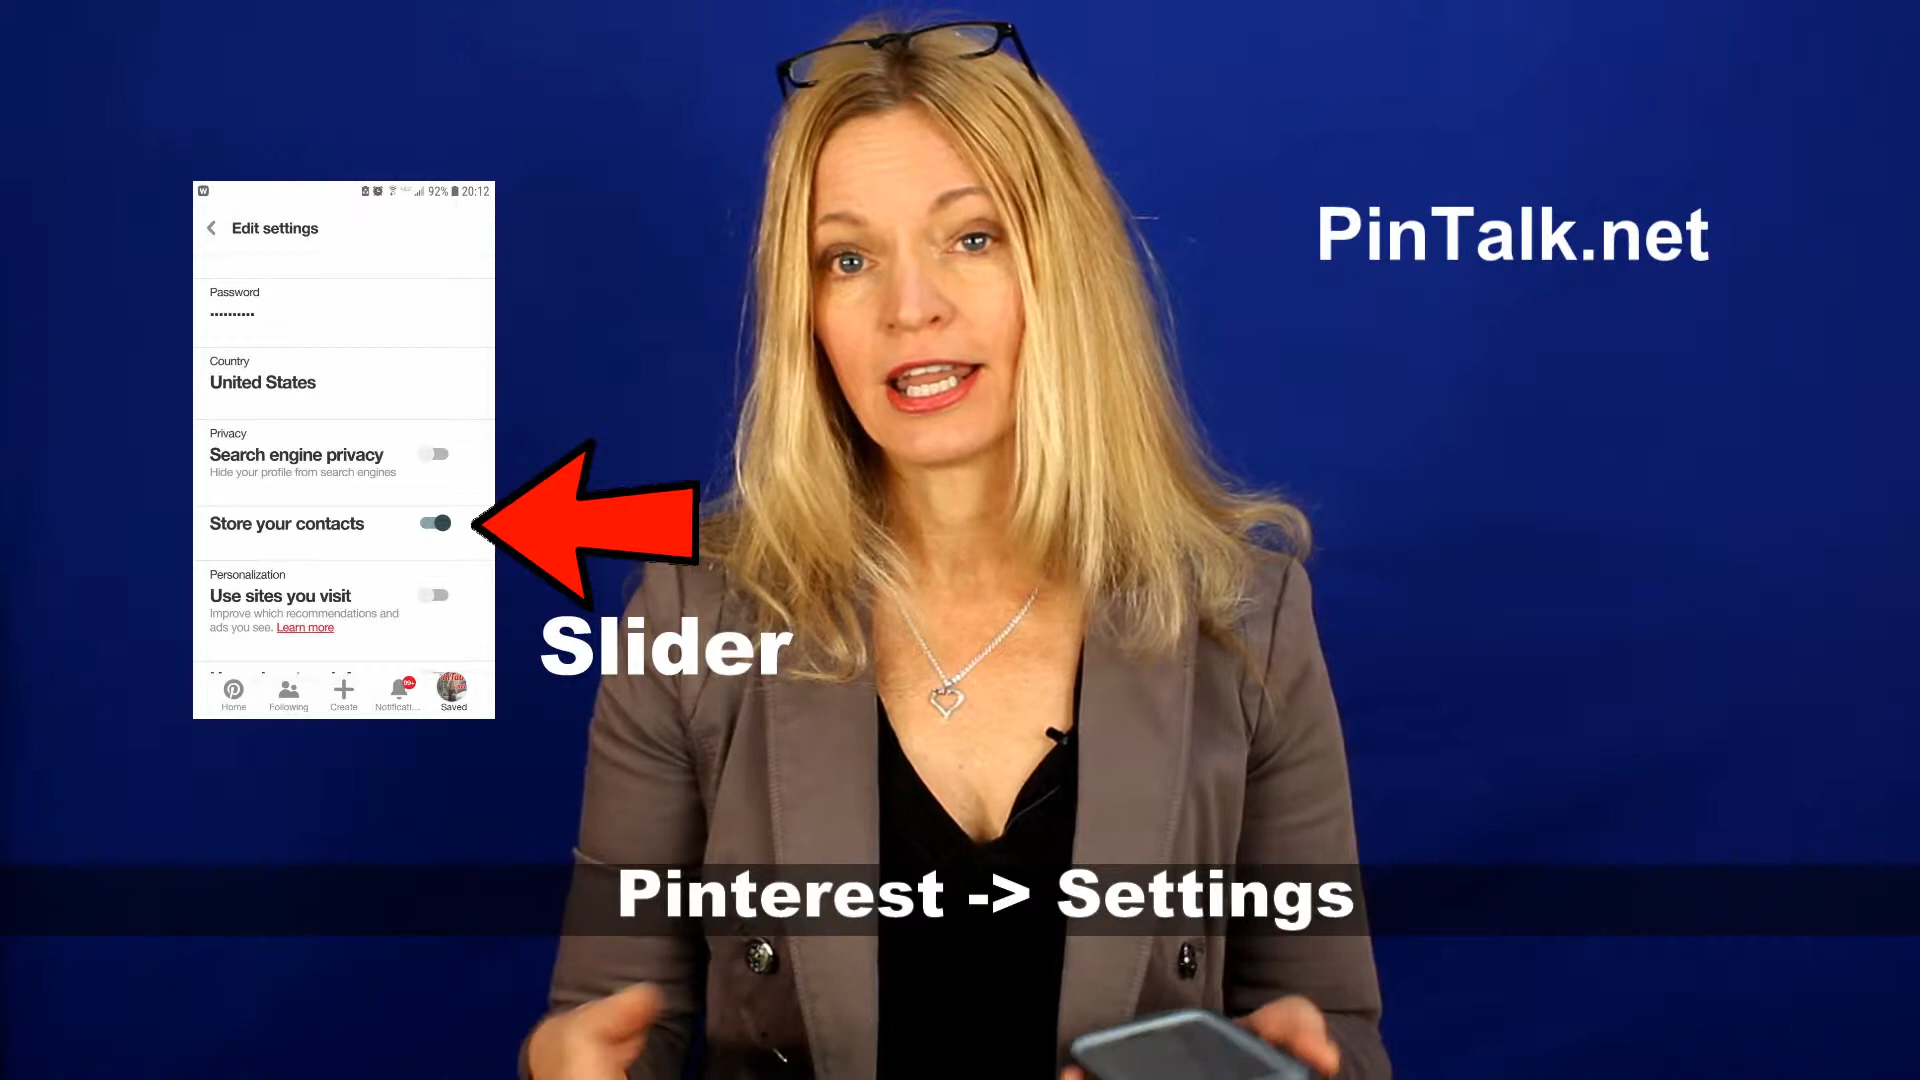 W
92% 20:12
Edit settings
Password
Country
United States
Privacy
Search engine privacy
Hide your profile from search engines
Store your contacts
Personalization
Use sites you visit
Improve which recommendations and
ads you see. Learn more
99+
Home Following Create Notificati... Saved
PinTalk.net
Slider
Pinterest -> Settings